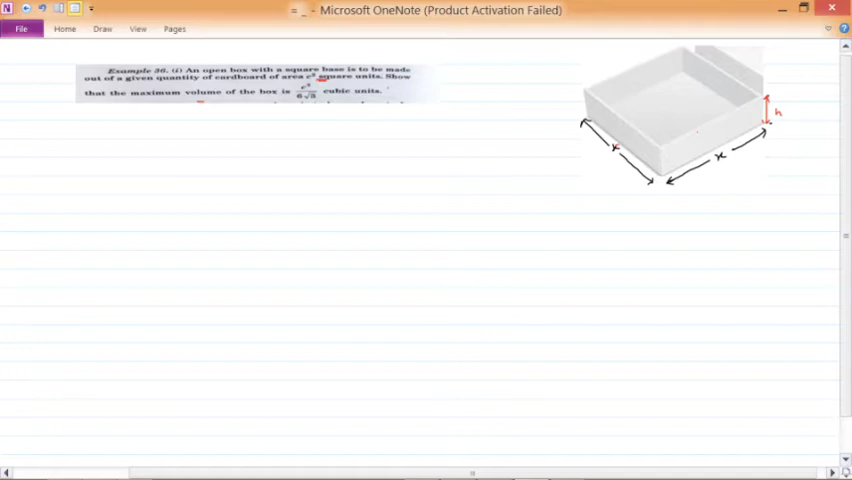 = _ - Microsoft OneNote (Product Activation Failed)
File Home Draw View Pages
Example 36. (i) An open box with a square base is to be made
out of a given quantity of cardboard of area c² square units. Show
that the maximum volume of the box is c³/6√3 cubic units.
h
x x